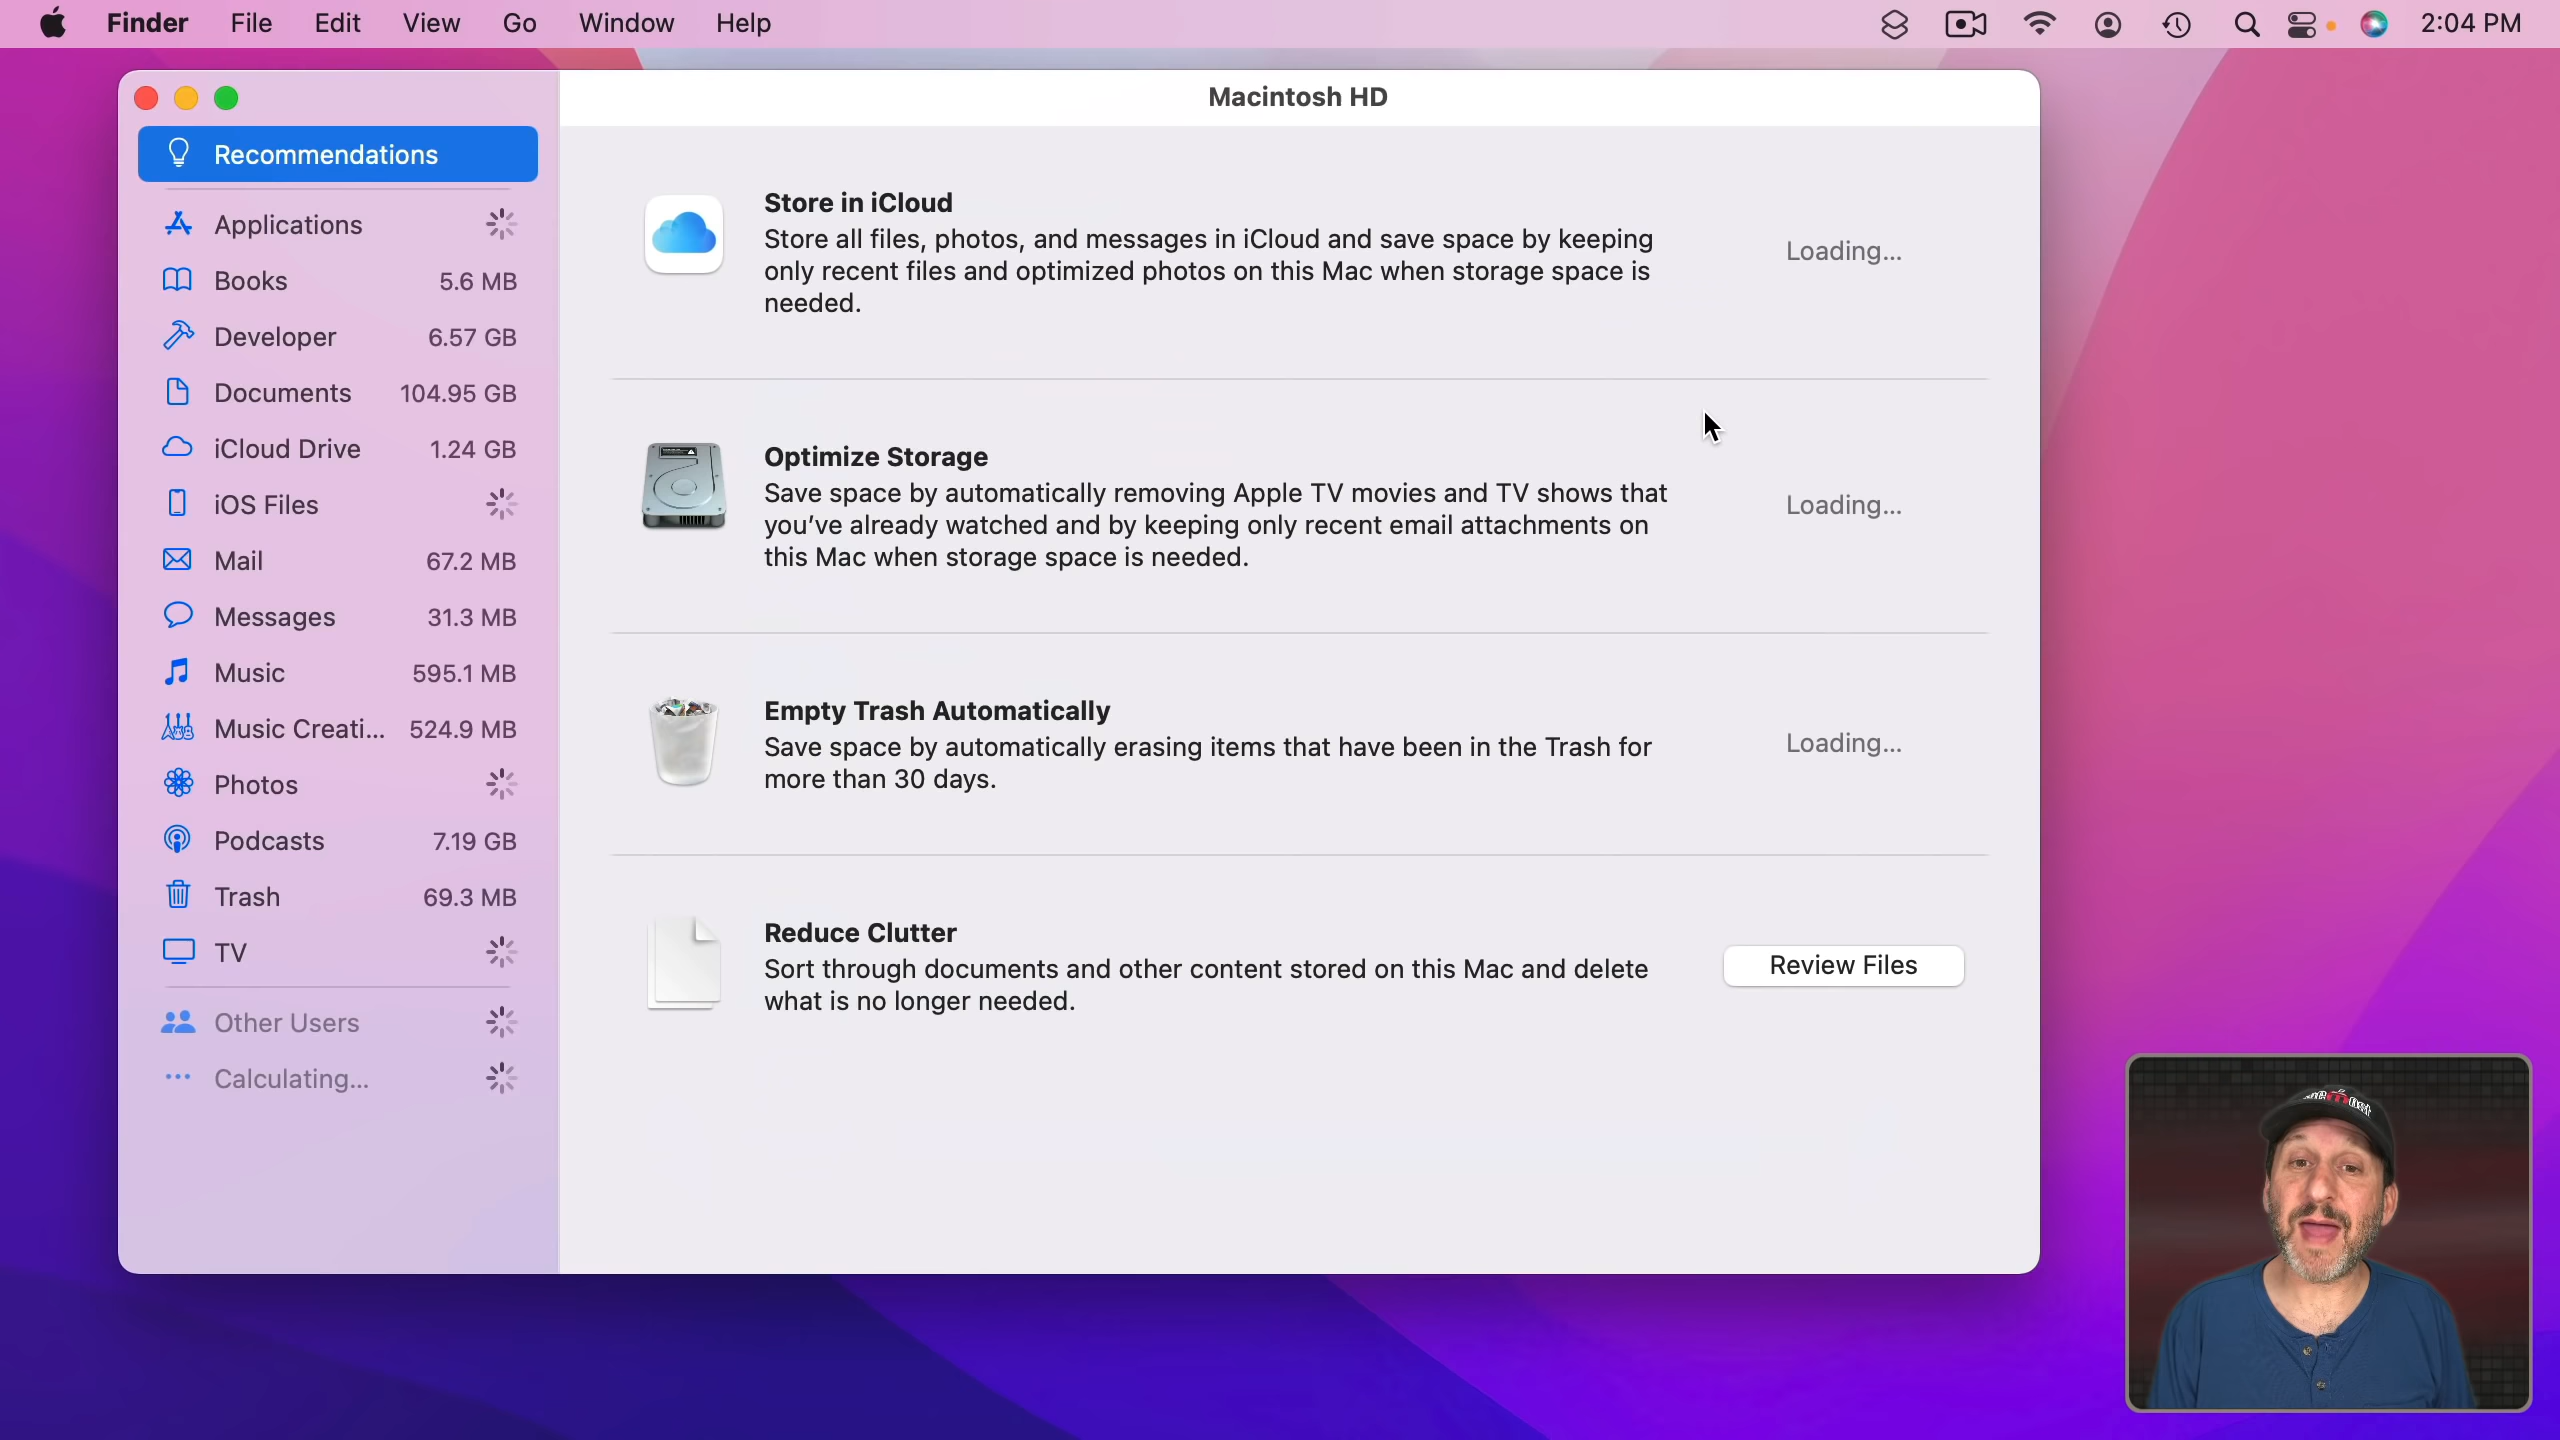 Finder File Edit View Go Window Help 2:04 PM
Macintosh HD
Recommendations
Applications
Books 5.6 MB
Developer 6.57 GB
Documents 104.95 GB
iCloud Drive 1.24 GB
iOS Files
Mail 67.2 MB
Messages 31.3 MB
Music 595.1 MB
Music Creati... 524.9 MB
Photos
Podcasts 7.19 GB
Trash 69.3 MB
TV
Other Users
Calculating...
Store in iCloud
Store all files, photos, and messages in iCloud and save space by keeping
only recent files and optimized photos on this Mac when storage space is
needed.
Loading...
Optimize Storage
Save space by automatically removing Apple TV movies and TV shows that
you've already watched and by keeping only recent email attachments on
this Mac when storage space is needed.
Loading...
Empty Trash Automatically
Save space by automatically erasing items that have been in the Trash for
more than 30 days.
Loading...
Reduce Clutter
Sort through documents and other content stored on this Mac and delete
what is no longer needed.
Review Files